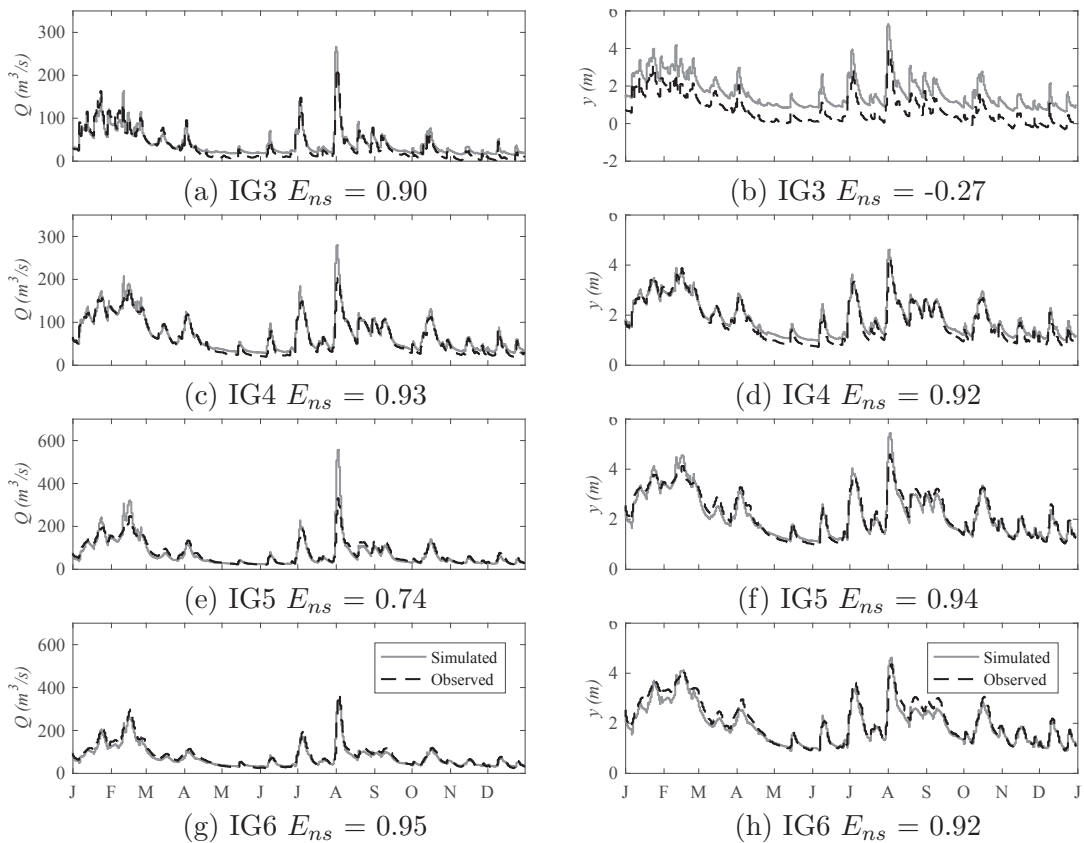 300
200
100
0
Q (m³/s)
(a) IG3 Eₙₛ = 0.90
6
4
2
0
-2
y (m)
(b) IG3 Eₙₛ = -0.27
300
200
100
0
Q (m³/s)
(c) IG4 Eₙₛ = 0.93
6
4
2
0
y (m)
(d) IG4 Eₙₛ = 0.92
600
400
200
0
Q (m³/s)
(e) IG5 Eₙₛ = 0.74
6
4
2
0
y (m)
(f) IG5 Eₙₛ = 0.94
600
400
200
0
Q (m³/s)
Simulated
Observed
J F M A M J J A S O N D
(g) IG6 Eₙₛ = 0.95
6
4
2
0
y (m)
Simulated
Observed
J F M A M J J A S O N D J
(h) IG6 Eₙₛ = 0.92